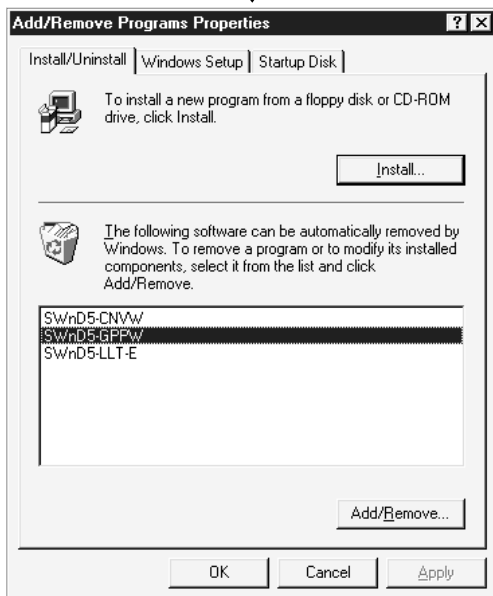 Add/Remove Programs Properties
Install/Uninstall
Windows Setup
Startup Disk
To install a new program from a floppy disk or CD-ROM
drive, click Install.
Install...
The following software can be automatically removed by
Windows. To remove a program or to modify its installed
components, select it from the list and click
Add/Remove.
SWnD5-CNVW
SWnD5-GPPW
SWnD5-LLT-E
Add/Remove...
OK
Cancel
Apply